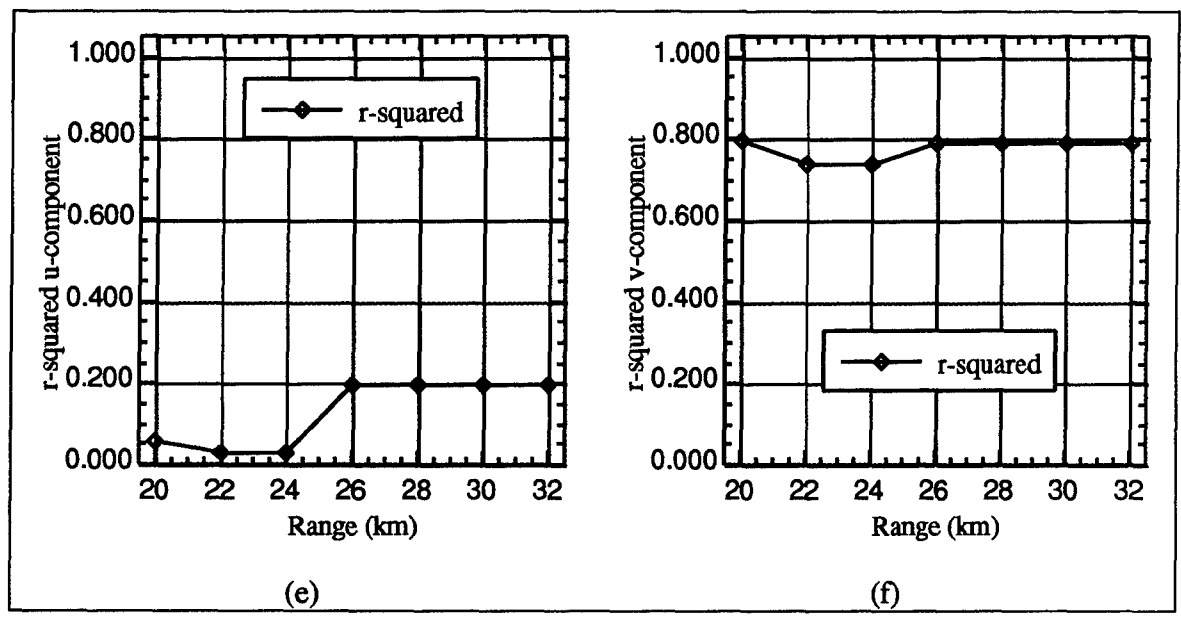 1.000
0.800
0.600
0.400
0.200
0.000
r-squared u-component
r-squared
20 22 24 26 28 30 32
Range (km)
(e)
1.000
0.800
0.600
0.400
0.200
0.000
r-squared v-component
r-squared
20 22 24 26 28 30 32
Range (km)
(f)